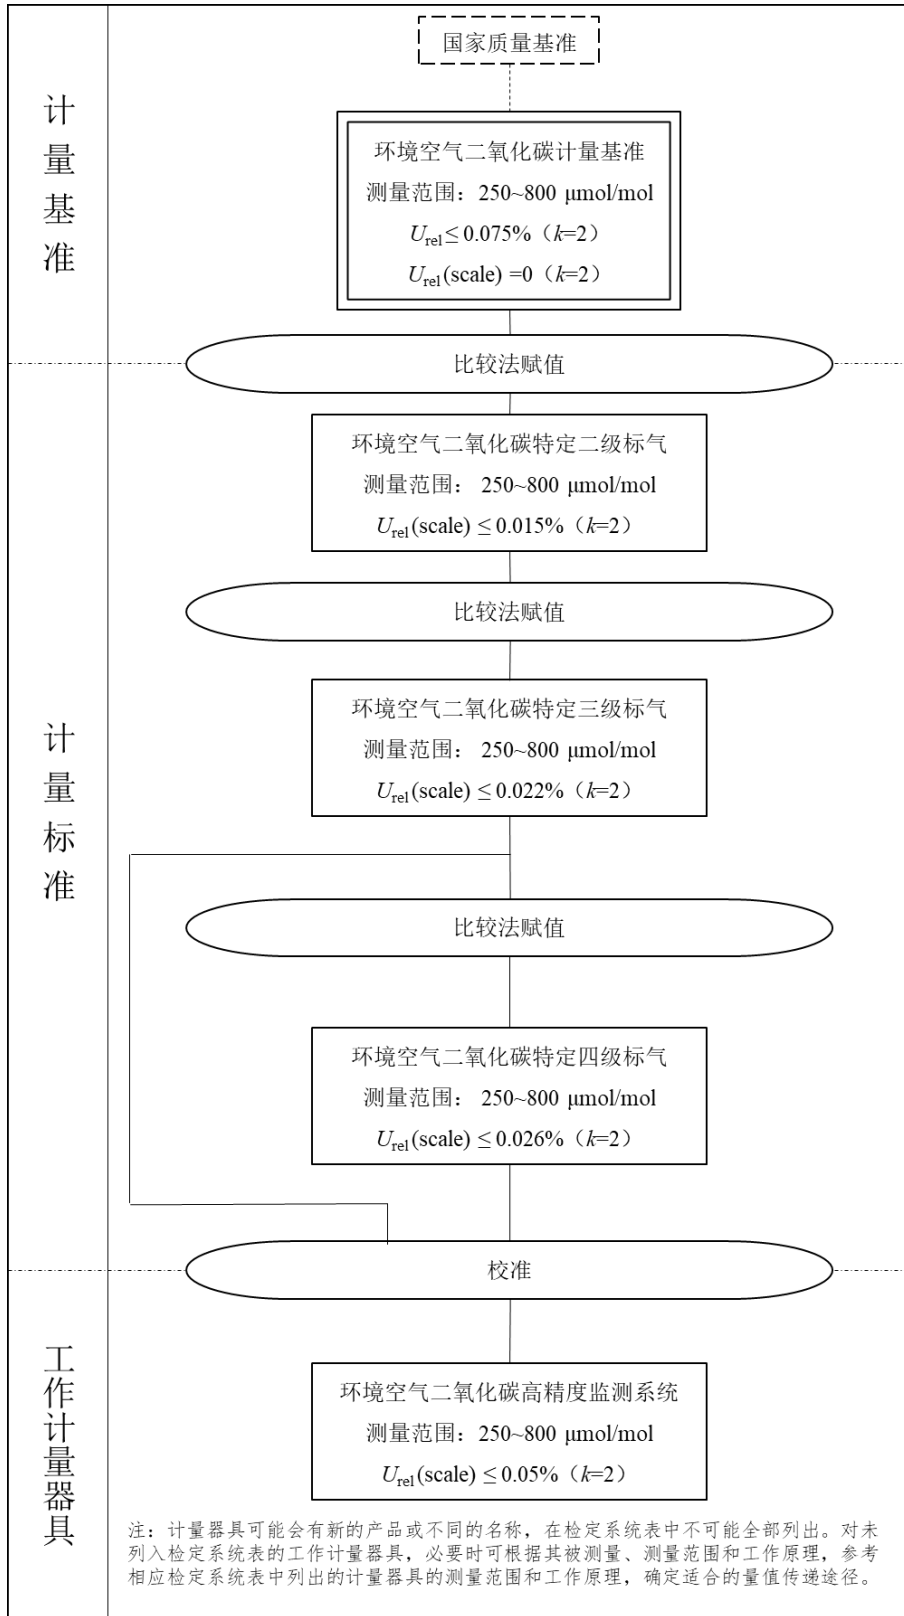 国家质量基准
计量基准
环境空气二氧化碳计量基准
测量范围：250~800 μmol/mol
Urel≤0.075%（k=2）
Urel(scale) =0（k=2）
比较法赋值
环境空气二氧化碳特定二级标气
测量范围： 250~800 μmol/mol
Urel(scale) ≤0.015%（k=2）
比较法赋值
计量标准
环境空气二氧化碳特定三级标气
测量范围： 250~800 μmol/mol
Urel(scale) ≤0.022%（k=2）
比较法赋值
环境空气二氧化碳特定四级标气
测量范围： 250~800 μmol/mol
Urel(scale) ≤0.026%（k=2）
校准
工作计量器具
环境空气二氧化碳高精度监测系统
测量范围：250~800 μmol/mol
Urel(scale) ≤0.05%（k=2）
注：计量器具可能会有新的产品或不同的名称，在检定系统表中不可能全部列出。对未
列入检定系统表的工作计量器具，必要时可根据其被测量、测量范围和工作原理，参考
相应检定系统表中列出的计量器具的测量范围和工作原理，确定适合的量值传递途径。